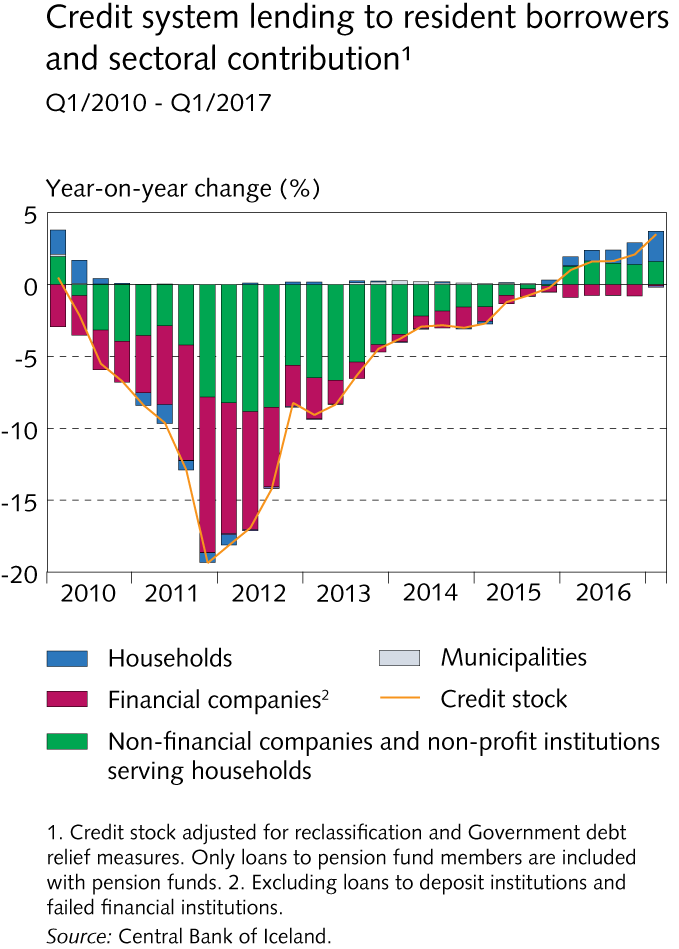 Credit system lending to resident borrowers
and sectoral contribution¹
Q1/2010 - Q1/2017
Year-on-year change (%)
5
0
-5
-10
-15
-20
2010 2011 2012 2013 2014 2015 2016
Households
Municipalities
Financial companies²
Credit stock
Non-financial companies and non-profit institutions
serving households
1. Credit stock adjusted for reclassification and Government debt
relief measures. Only loans to pension fund members are included
with pension funds. 2. Excluding loans to deposit institutions and
failed financial institutions.
Source: Central Bank of Iceland.